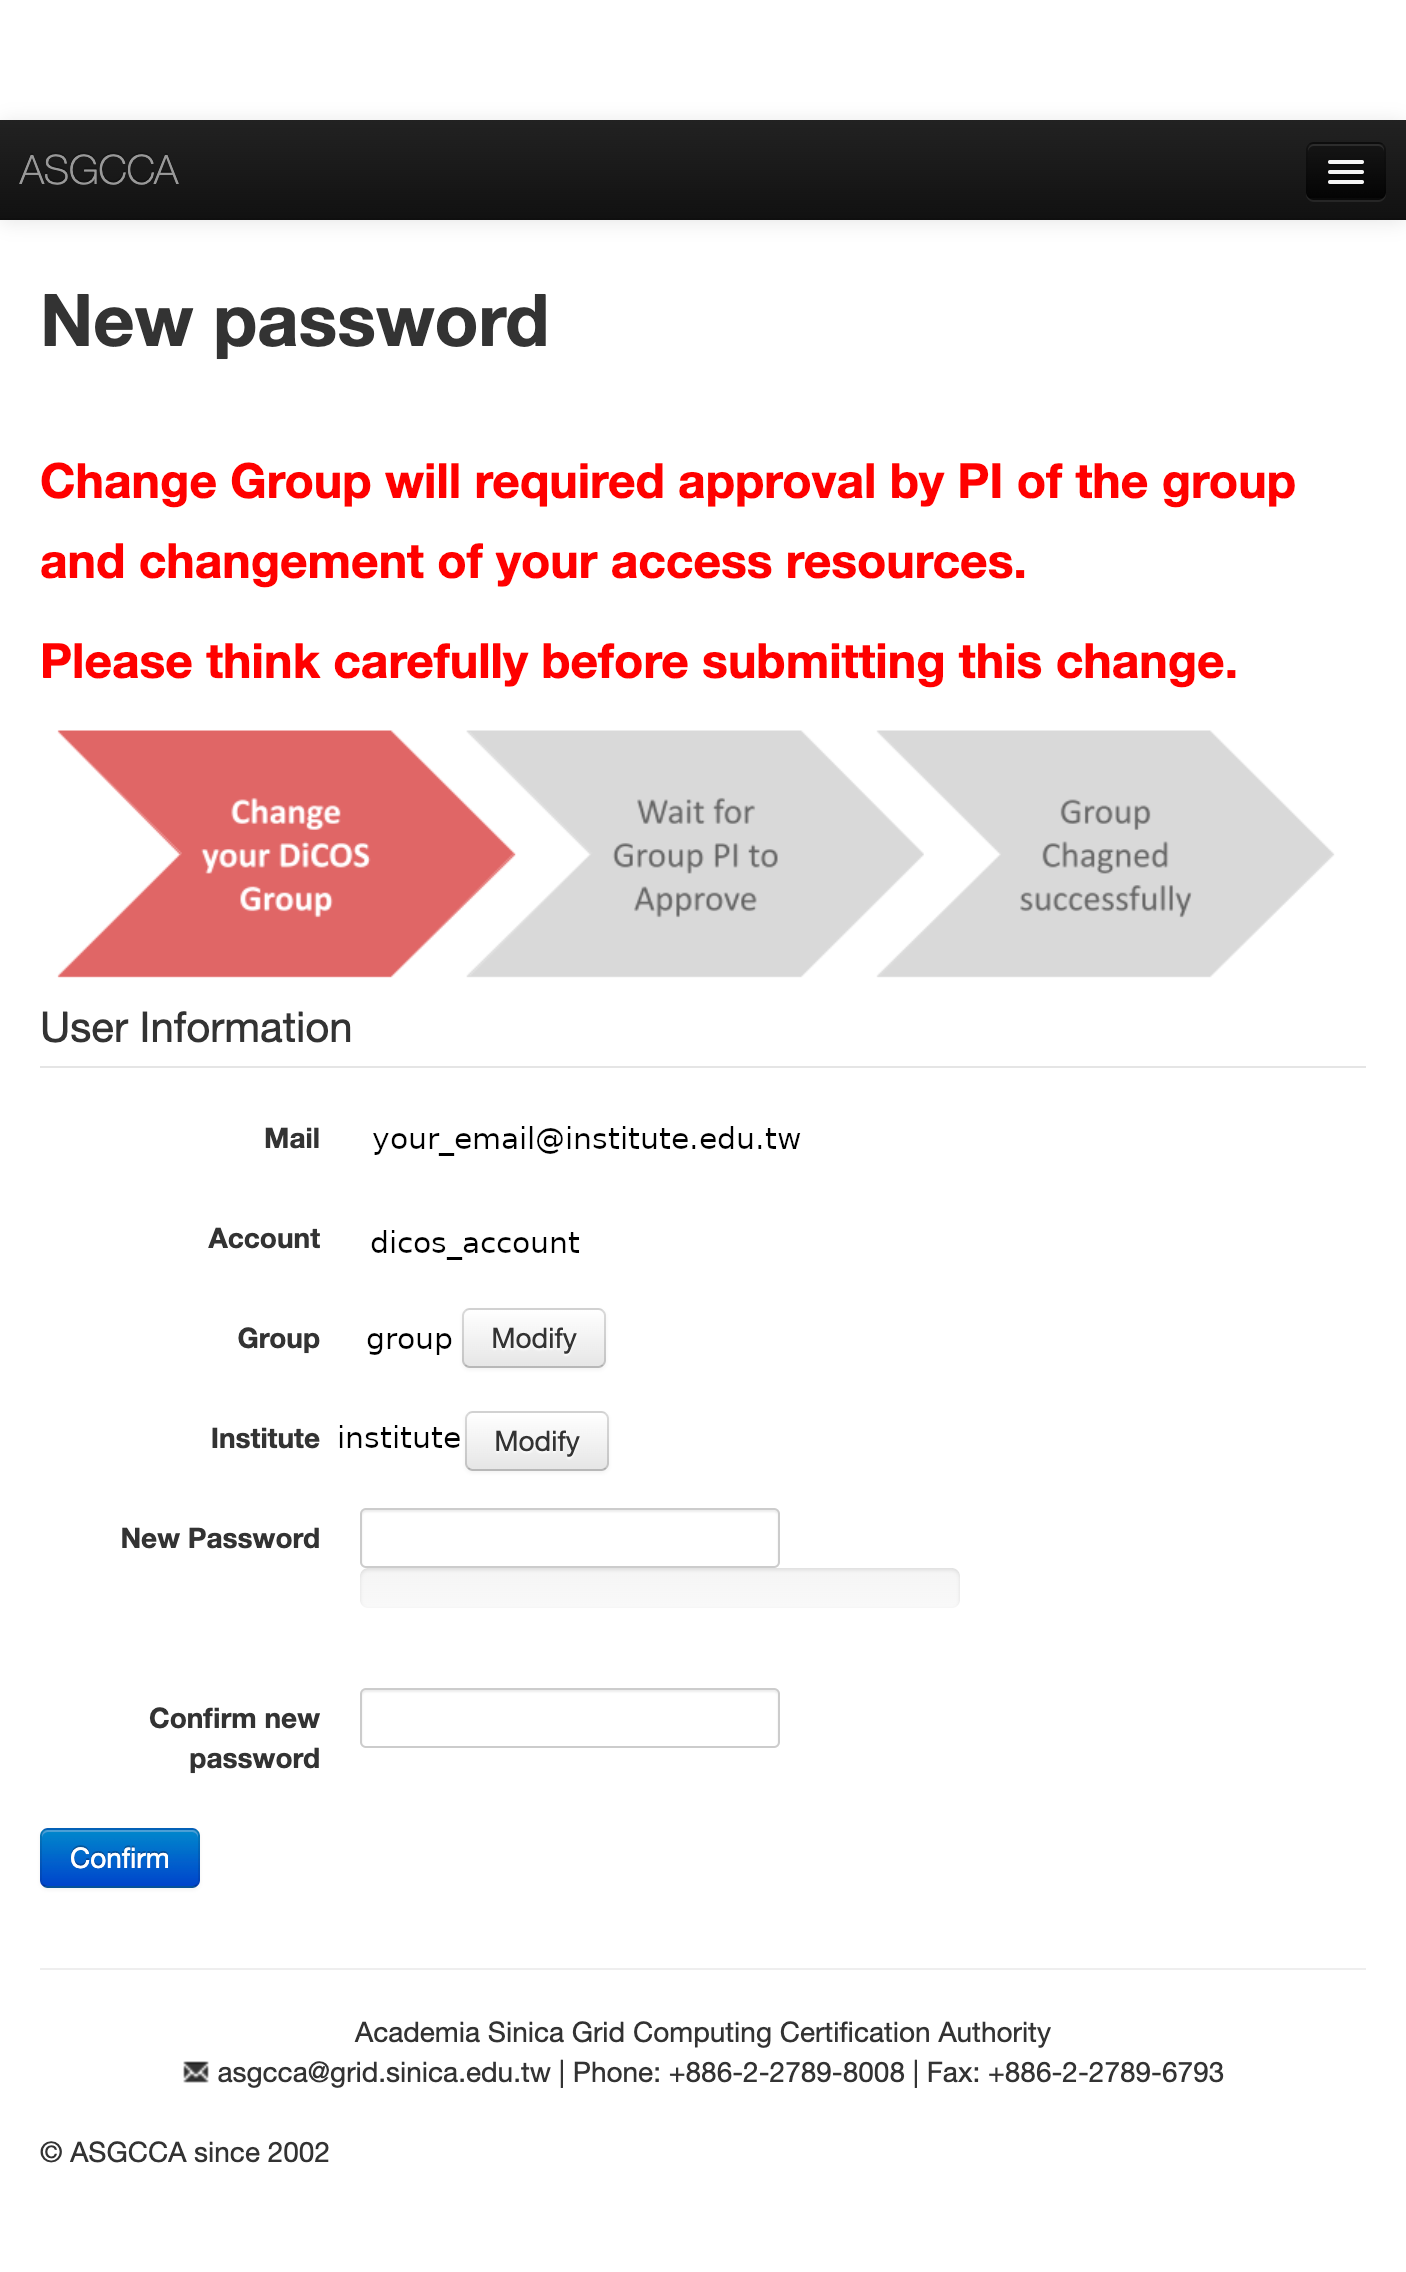 ASGCCA
New password
Change Group will required approval by PI of the group
and changement of your access resources.
Please think carefully before submitting this change.
Change
your DiCOS
Group
Wait for
Group PI to
Approve
Group
Chagned
successfully
User Information
Mail your_email@institute.edu.tw
Account dicos_account
Group group Modify
Institute institute Modify
New Password
Confirm new
password
Confirm
Academia Sinica Grid Computing Certification Authority
asgcca@grid.sinica.edu.tw | Phone: +886-2-2789-8008 | Fax: +886-2-2789-6793
© ASGCCA since 2002